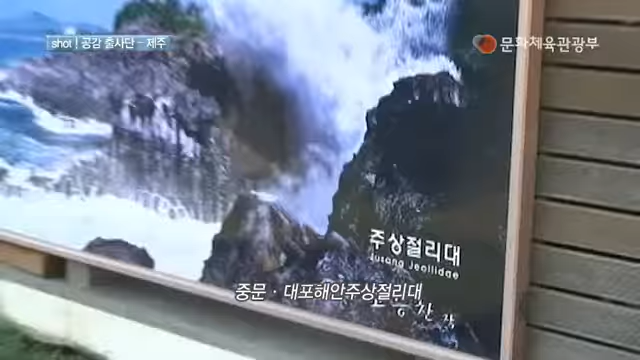 shot! 공감 출사단 - 제주
문화체육관광부
주상절리대
Jusang Jeollidae
중문 · 대포해안주상절리대